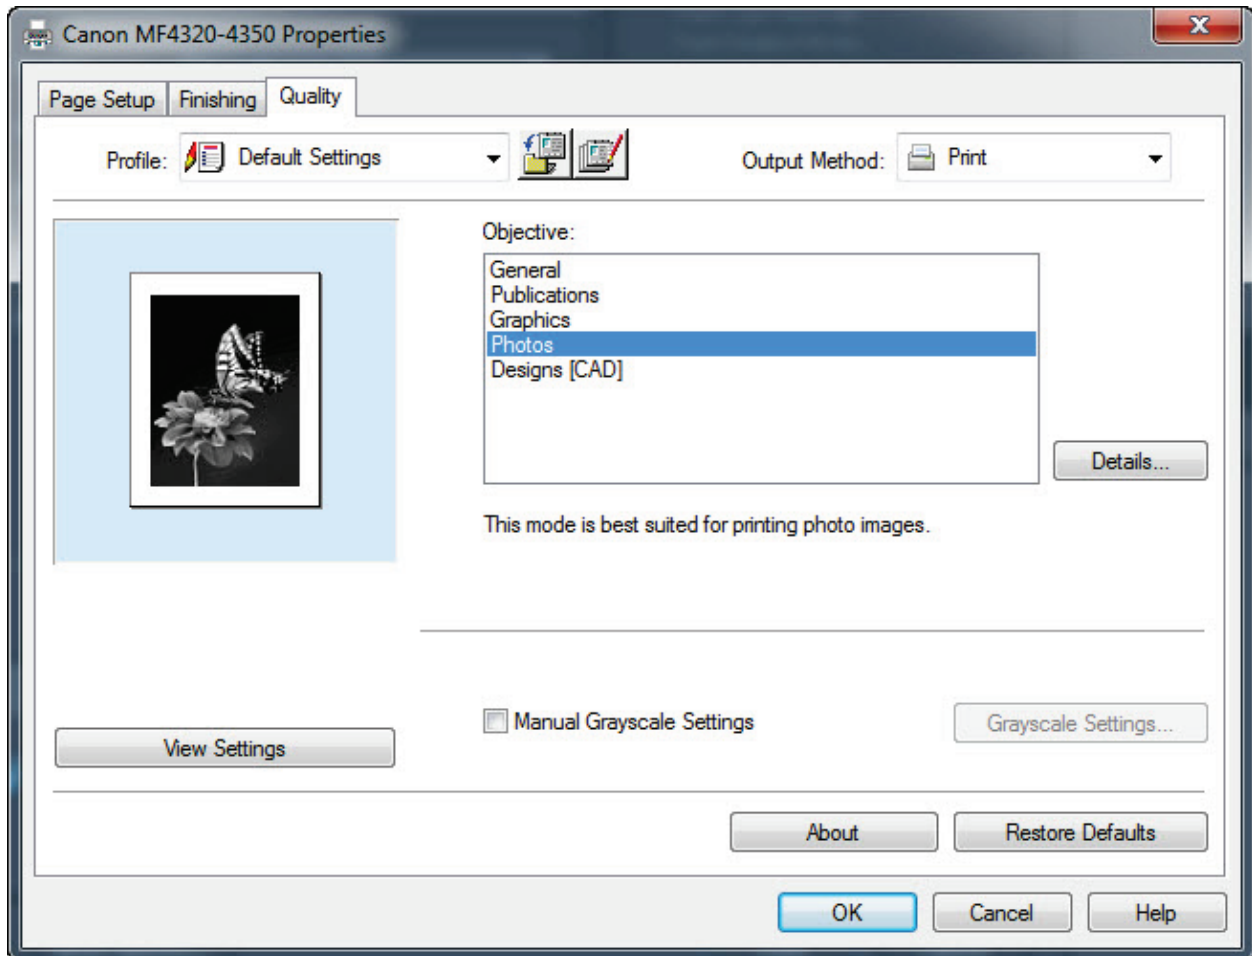 Canon MF4320-4350 Properties
Page Setup Finishing Quality
Profile: Default Settings Output Method: Print
Objective:
General
Publications
Graphics
Photos
Designs [CAD]
Details...
This mode is best suited for printing photo images.
Manual Grayscale Settings Grayscale Settings...
View Settings
About Restore Defaults
OK Cancel Help